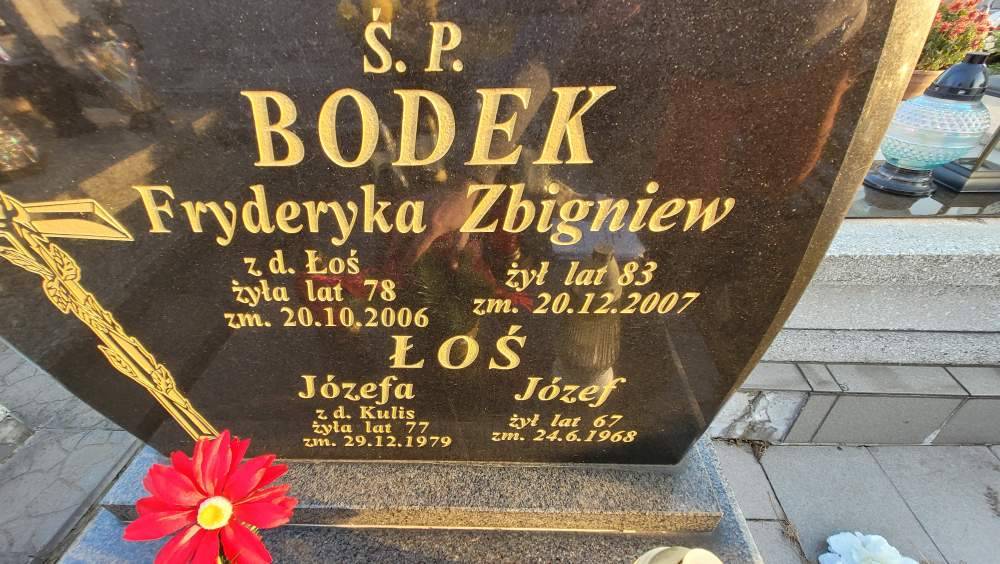 Ś. P.
BODEK
Fryderyka Zbigniew
z d. Łoś
żyła lat 78
zm. 20.10.2006
żył lat 83
zm. 20.12.2007
ŁOŚ
Józefa
z d. Kulis
żyła lat 77
zm. 29.12.1979
Józef
żył lat 67
zm. 24.6.1968